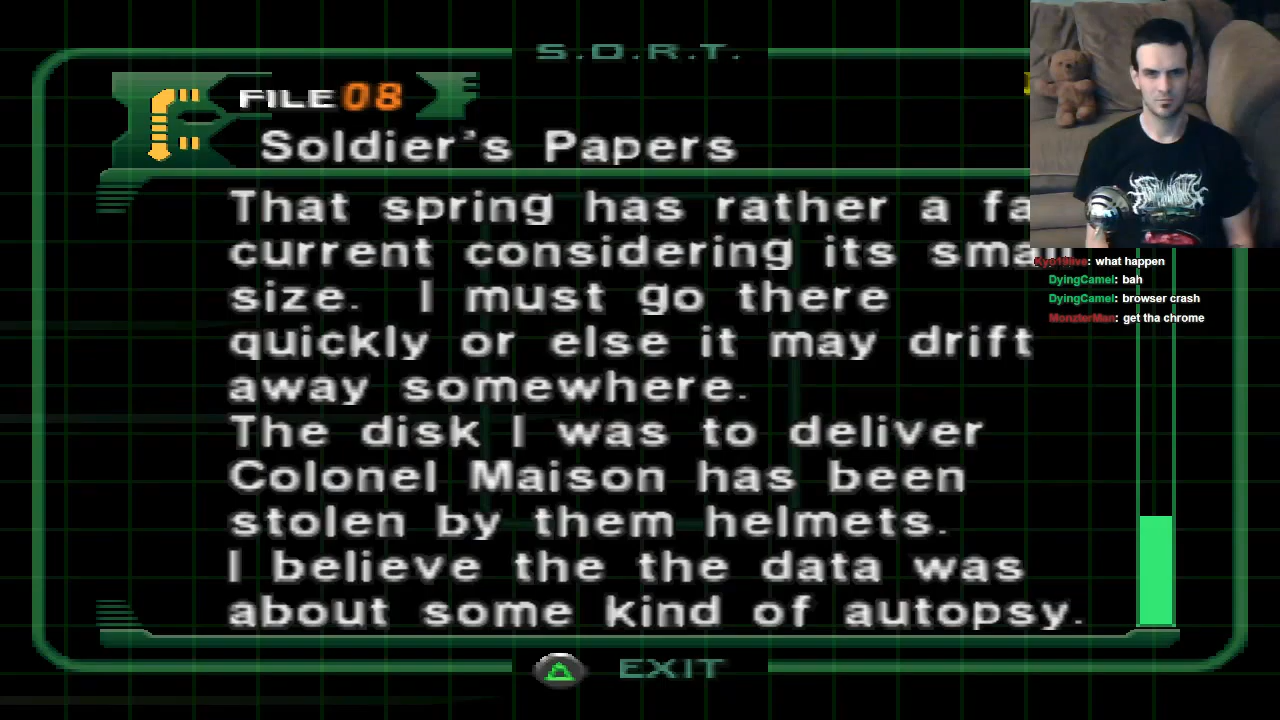 S.O.R.T.
FILE 08
Soldier's Papers
That spring has rather a fa
current considering its small
size. I must go there
quickly or else it may drift
away somewhere.
The disk I was to deliver
Colonel Maison has been
stolen by them helmets.
I believe the the data was
about some kind of autopsy.
EXIT
what happen
DyingCamel: bah
DyingCamel: browser crash
MonzterMan: get tha chrome